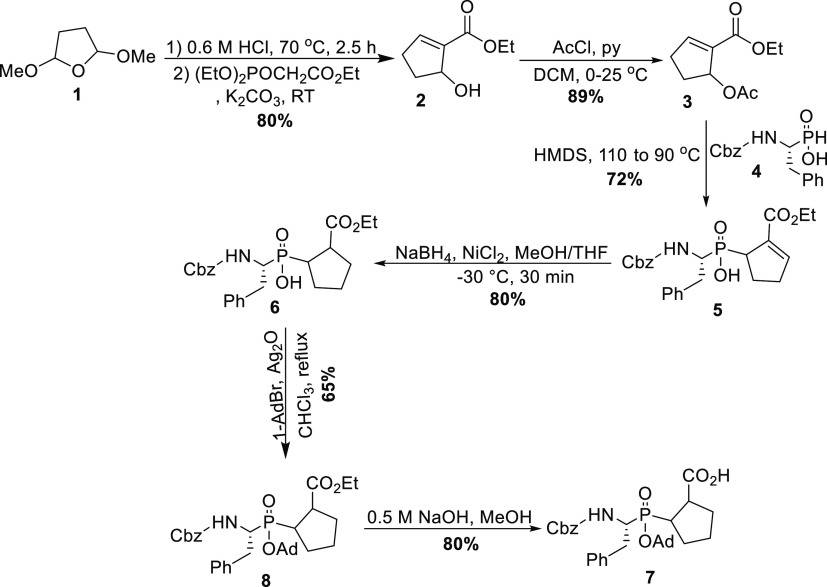 MeO O OMe
1
1) 0.6 M HCl, 70 °C, 2.5 h
2) (EtO)₂POCH₂CO₂Et
, K₂CO₃, RT
80%
O OEt OH
2
AcCl, py
DCM, 0-25 °C
89%
O OEt OAc
3
HMDS, 110 to 90 °C
72%
Cbz HN O PH OH Ph
4
Cbz HN O P OH Ph CO₂Et
5
NaBH₄, NiCl₂, MeOH/THF
-30 °C, 30 min
80%
Cbz HN O P OH Ph CO₂Et
6
1-AdBr, Ag₂O
CHCl₃, reflux
65%
Cbz HN O P OAd Ph CO₂Et
8
0.5 M NaOH, MeOH
80%
Cbz HN O P OAd Ph CO₂H
7